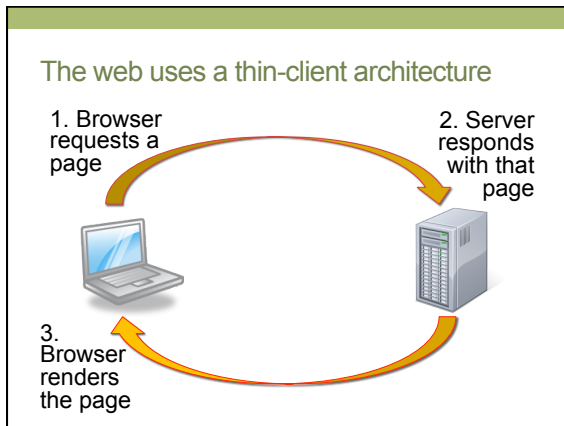 The web uses a thin-client architecture
1. Browser
requests a
page
2. Server
responds
with that
page
3.
Browser
renders
the page